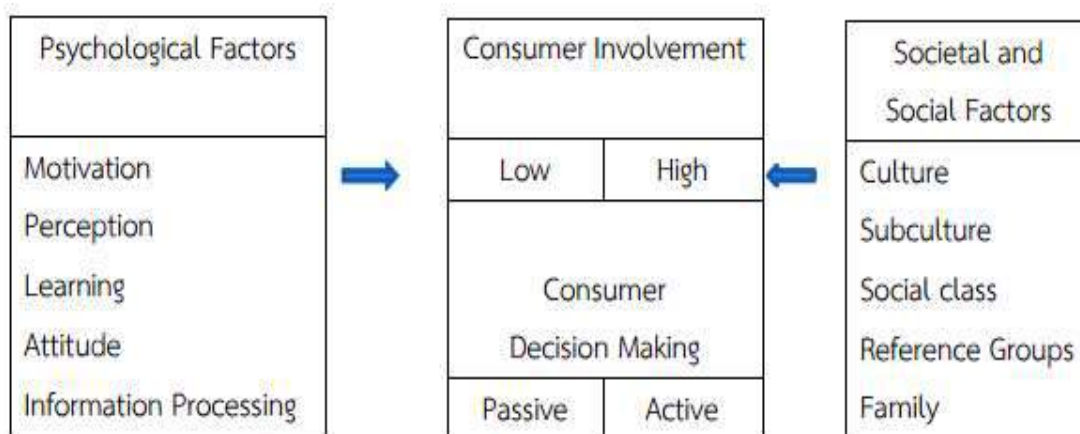 Psychological Factors
Motivation
Perception
Learning
Attitude
Information Processing
Consumer Involvement
Low
High
Consumer
Decision Making
Passive
Active
Societal and
Social Factors
Culture
Subculture
Social class
Reference Groups
Family